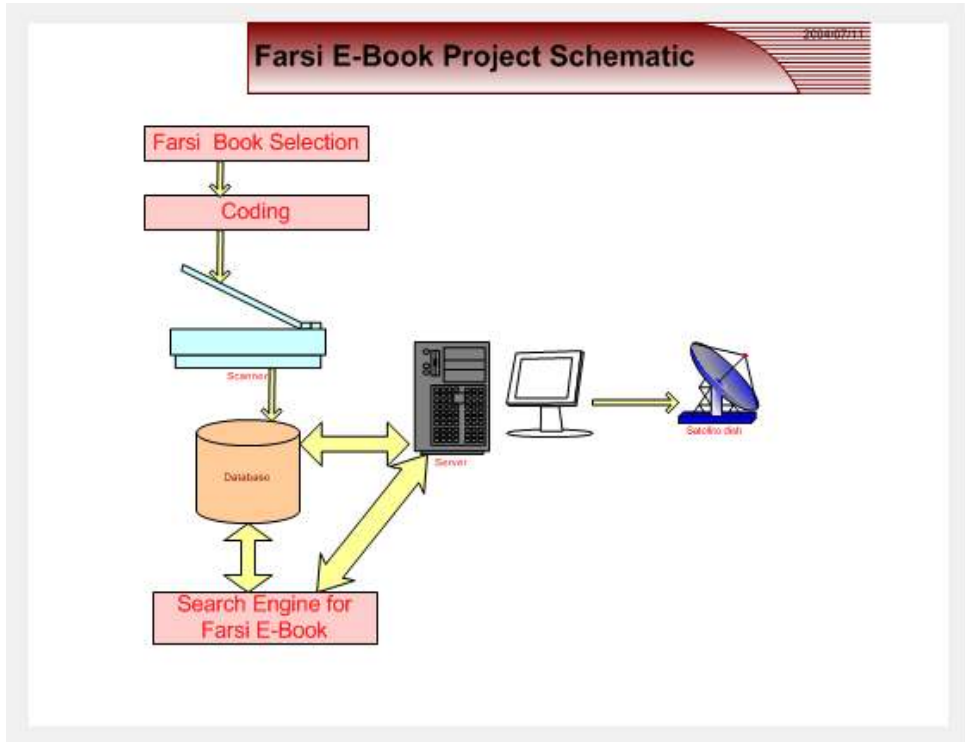 2004/07/11
Farsi E-Book Project Schematic
Farsi Book Selection
Coding
Scanner
Server
Satellite dish
Database
Search Engine for
Farsi E-Book